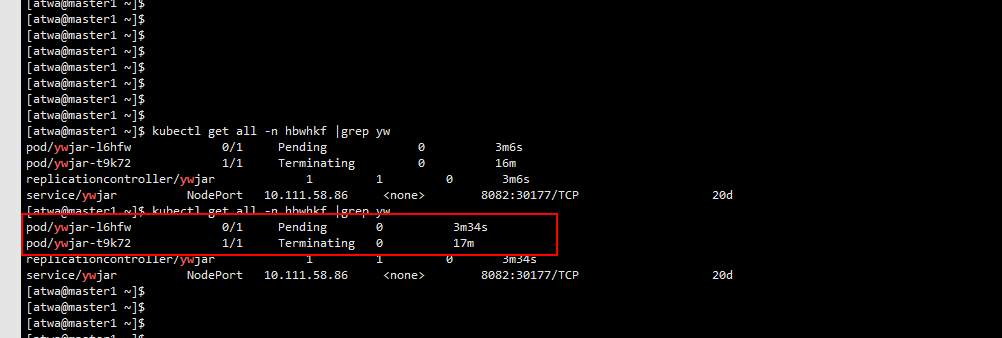 [atwa@master1 ~]$
[atwa@master1 ~]$
[atwa@master1 ~]$
[atwa@master1 ~]$
[atwa@master1 ~]$
[atwa@master1 ~]$
[atwa@master1 ~]$
[atwa@master1 ~]$
[atwa@master1 ~]$ kubectl get all -n hbwhkf |grep yw
pod/ywjar-l6hfw 0/1 Pending 0 3m6s
pod/ywjar-t9k72 1/1 Terminating 0 16m
replicationcontroller/ywjar 1 1 0 3m6s
service/ywjar NodePort 10.111.58.86 <none> 8082:30177/TCP 20d
[atwa@master1 ~]$ kubectl get all -n hbwhkf |grep yw
pod/ywjar-l6hfw 0/1 Pending 0 3m34s
pod/ywjar-t9k72 1/1 Terminating 0 17m
replicationcontroller/ywjar 1 1 0 3m34s
service/ywjar NodePort 10.111.58.86 <none> 8082:30177/TCP 20d
[atwa@master1 ~]$
[atwa@master1 ~]$
[atwa@master1 ~]$
[atwa@master1 ~]$